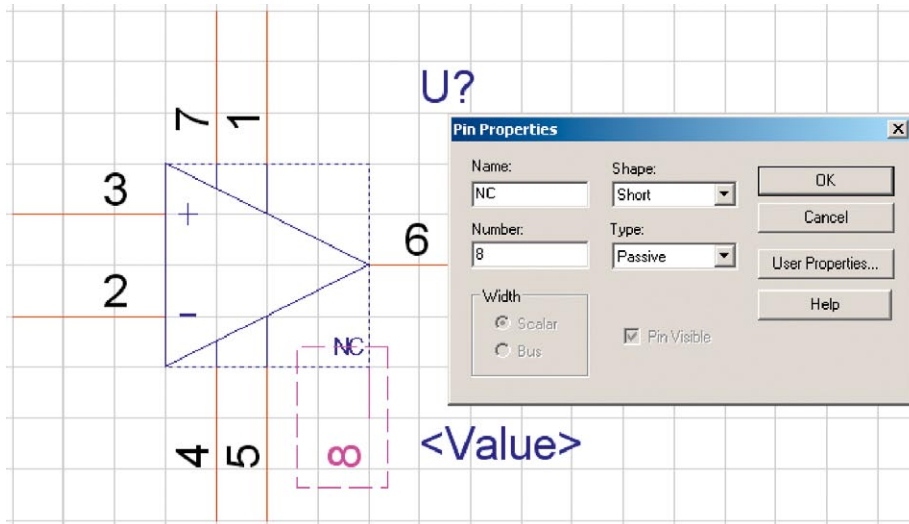 U?
7
1
3
+
6
2
-
NC
4
5
8
<Value>
Pin Properties
Name:
NC
Shape:
Short
OK
Cancel
Number:
8
Type:
Passive
User Properties...
Width
Scalar
Bus
Pin Visible
Help